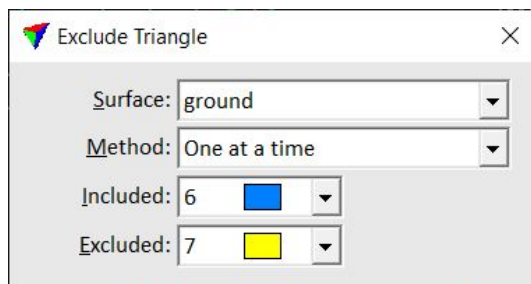 Exclude Triangle
Surface: ground
Method: One at a time
Included: 6
Excluded: 7